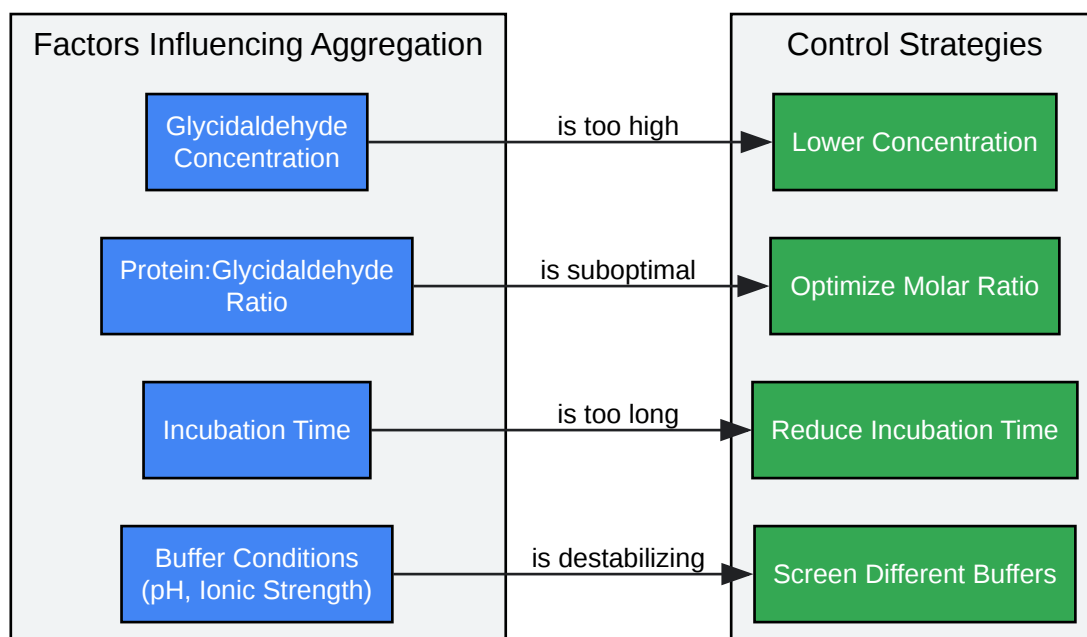 Factors Influencing Aggregation
Control Strategies
Glycidaldehyde
Concentration
is too high
Lower Concentration
Protein:Glycidaldehyde
Ratio
is suboptimal
Optimize Molar Ratio
Incubation Time
is too long
Reduce Incubation Time
Buffer Conditions
(pH, Ionic Strength)
is destabilizing
Screen Different Buffers